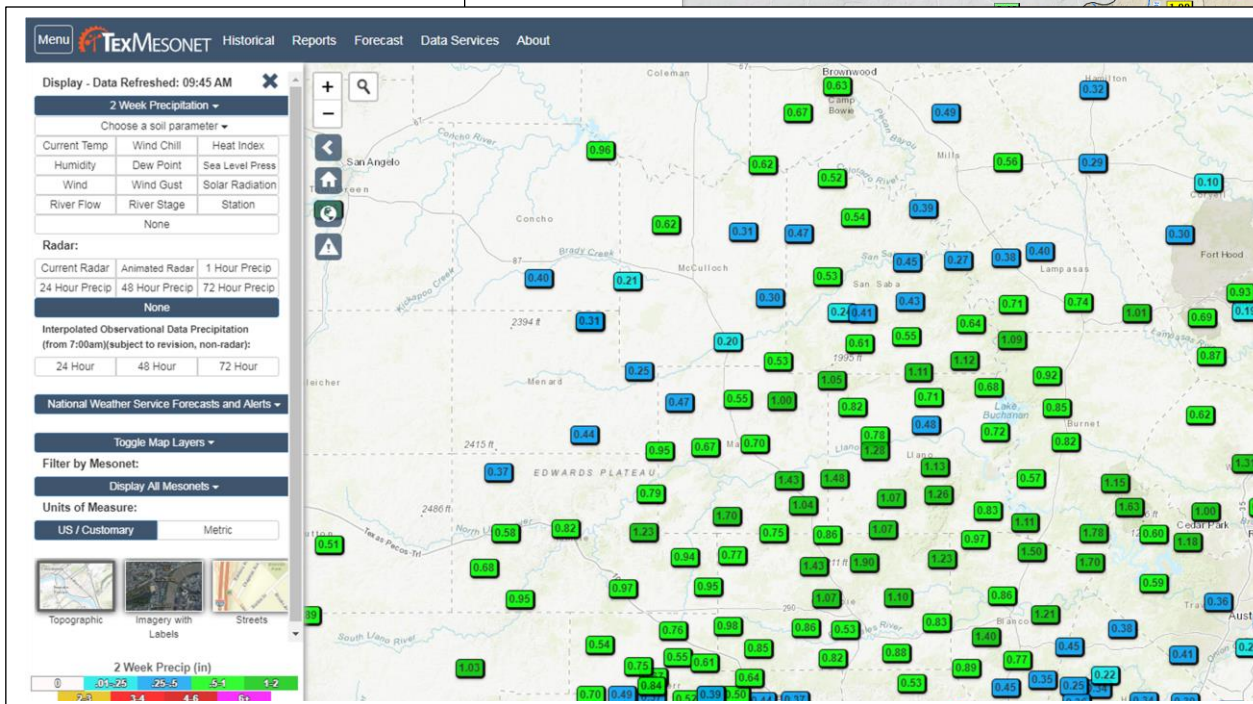 Menu TEXMESONET Historical Reports Forecast Data Services About
Display - Data Refreshed: 09:45 AM
2 Week Precipitation
Choose a soil parameter
Current Temp Wind Chill Heat Index
Humidity Dew Point Sea Level Press
Wind Wind Gust Solar Radiation
River Flow River Stage Station
None
Radar:
Current Radar Animated Radar 1 Hour Precip
24 Hour Precip 48 Hour Precip 72 Hour Precip
None
Interpolated Observational Data Precipitation
(from 7:00am)(subject to revision, non-radar):
24 Hour 48 Hour 72 Hour
National Weather Service Forecasts and Alerts
Toggle Map Layers
Filter by Mesonet:
Display All Mesonets
Units of Measure:
US / Customary Metric
Topographic Imagery with Streets
Labels
2 Week Precip (in)
0 .01-.25 .25-.5 .5-1 1-2
2-3 3-4 4-6 6+
+
−
Coleman 67 Brownwood Hamilton
0.63 0.32
Camp
Bowie
0.67 0.49
Concho River Pecan Bayou
67
0.96 Mills
San Angelo 0.62 0.56 0.29
0.52 Colorado River 0.10
0.39
Concho 0.62 0.54
0.31 0.47 0.30
Brady Creek 0.40 Fort Hood
87 0.45 0.27 0.38
McCulloch Lampasas
0.40 0.21 0.53
Kickapoo Creek San Saba
0.30 0.43 0.71 0.74 0.93
0.41 1.01 0.69 0.19
2394 ft 0.31 0.64
0.20 0.61 0.55 1.09
0.53 1995 ft 1.12 0.87
0.25 1.11 0.92
Menard 1.05 0.68
0.47 0.55 1.00 0.82 0.71 Lake Buchanan 0.85 0.62
0.48 Burnet
2415 ft 0.44 0.78 0.72 0.82
0.95 0.67 0.70 1.28 Llano
EDWARDS PLATEAU 1.13 1.31
0.37 1.43 1.48 0.57 1.15
0.79 1.04 1.07 1.26 1.63
2486 ft 1.70 0.83 1.00
1.11 Cedar Park
0.58 0.82 1.23 0.75 0.86 1.07 0.97 1.78 0.60 1.18
0.51 Texas Pecos-Trl
0.94 0.77 1.23 1.50
0.68 1.43 1.90 1.70
0.97 0.95 0.59
0.95 1.07 1.10 0.86 0.36
290 1.21
South Llano River 0.76 0.98 0.86 0.53 0.83 Blanco 0.38
0.54 0.85 1.40 0.45
0.55 0.61 0.82 0.88 0.77 0.41
1.03 0.75 0.64 0.89 0.22
0.84 0.53 0.45 0.35 0.25 0.34
0.70 0.49 0.39 0.50